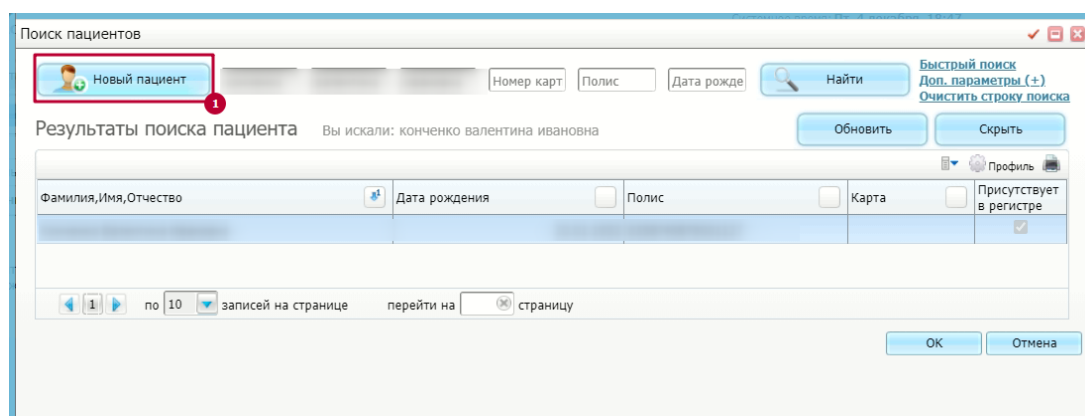 Поиск пациентов
Новый пациент
Номер карт
Полис
Дата рожде
Найти
Быстрый поиск
Доп. параметры (+)
Очистить строку поиска
1
Результаты поиска пациента
Вы искали: конченко валентина ивановна
Обновить
Скрыть
Профиль
Фамилия,Имя,Отчество
Дата рождения
Полис
Карта
Присутствует
в регистре
1
по 10 записей на странице
перейти на страницу
ОК
Отмена